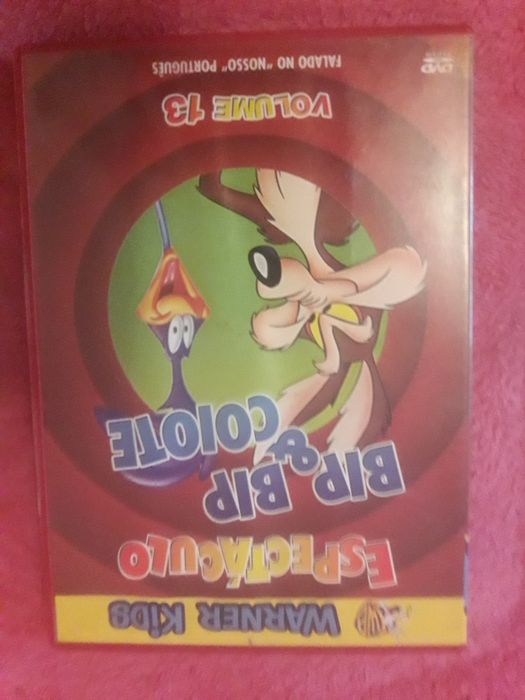 WARNER KiDS
ESPECTÁCULO
BIP BIP
& COIOTE
VOLUME 13
FALADO NO "NOSSO" PORTUGUÊS
DVD